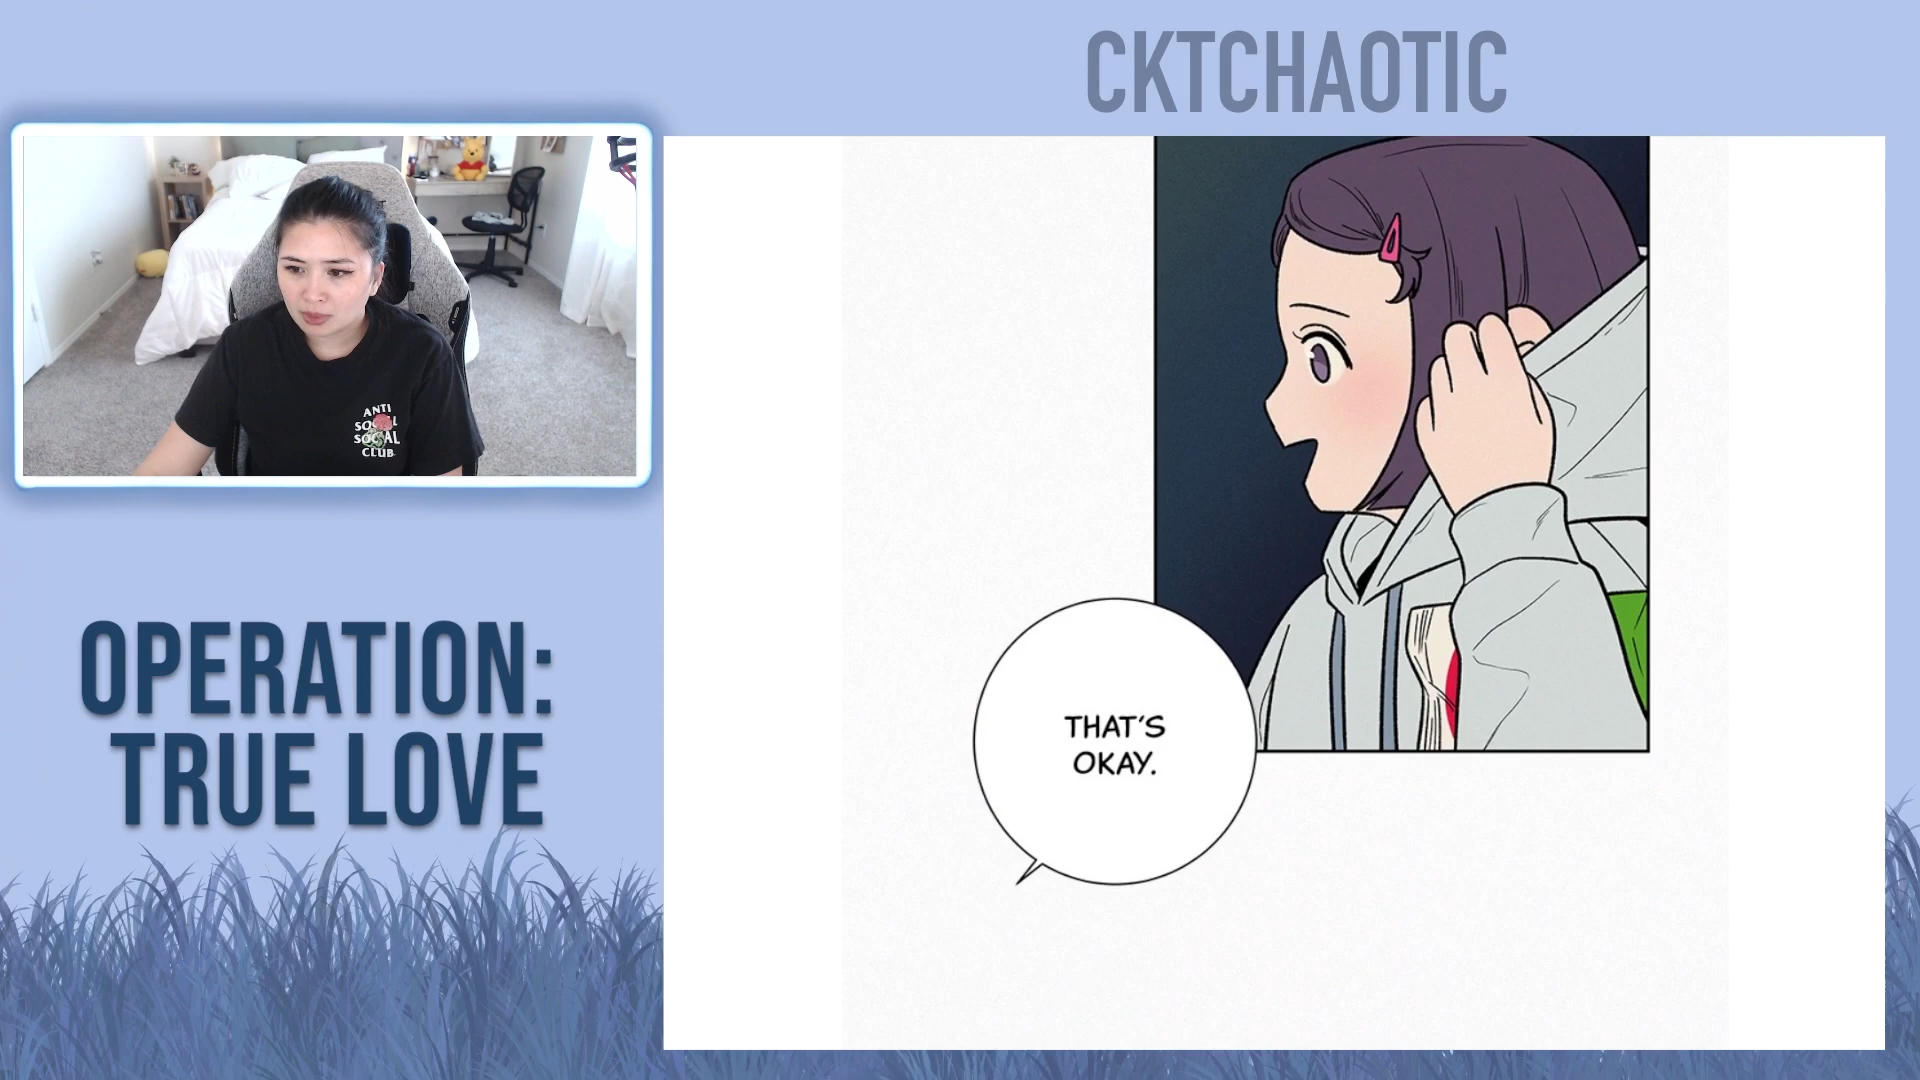 CKTCHAOTIC
ANTI
SOCIAL
SOCIAL
CLUB
OPERATION:
TRUE LOVE
THAT'S
OKAY.